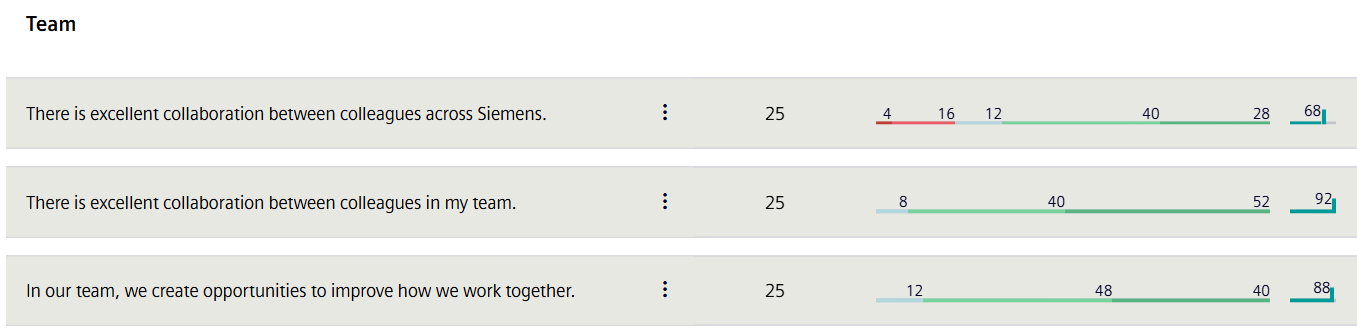 Team
There is excellent collaboration between colleagues across Siemens. 25 4 16 12 40 28 68
There is excellent collaboration between colleagues in my team. 25 8 40 52 92
In our team, we create opportunities to improve how we work together. 25 12 48 40 88